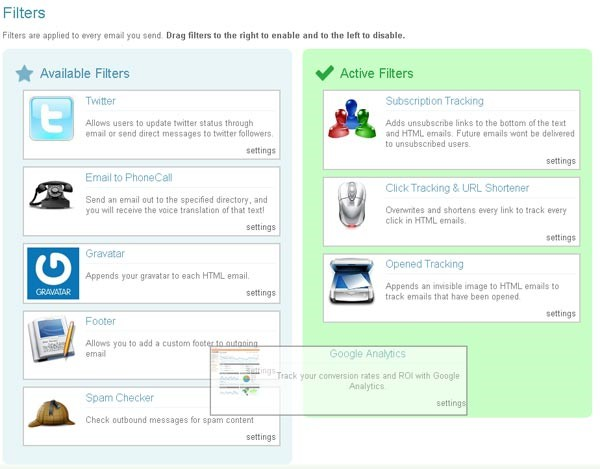 Filters
Filters are applied to every email you send. Drag filters to the right to enable and to the left to disable.
Available Filters
Twitter
Allows users to update twitter status through
email or send direct messages to twitter followers.
settings
Email to PhoneCall
Send an email out to the specified directory, and
you will receive the voice translation of that text!
settings
Gravatar
Appends your gravatar to each HTML email.
GRAVATAR
settings
Footer
Allows you to add a custom footer to outgoing
email
settings
Spam Checker
Check outbound messages for spam content
settings
Active Filters
Subscription Tracking
Adds unsubscribe links to the bottom of the text
and HTML emails. Future emails wont be delivered
to unsubscribed users.
settings
Click Tracking & URL Shortener
Overwrites and shortens every link to track every
click in HTML emails.
settings
Opened Tracking
Appends an invisible image to HTML emails to
track emails that have been opened.
settings
Google Analytics
Track your conversion rates and ROI with Google
Analytics.
settings